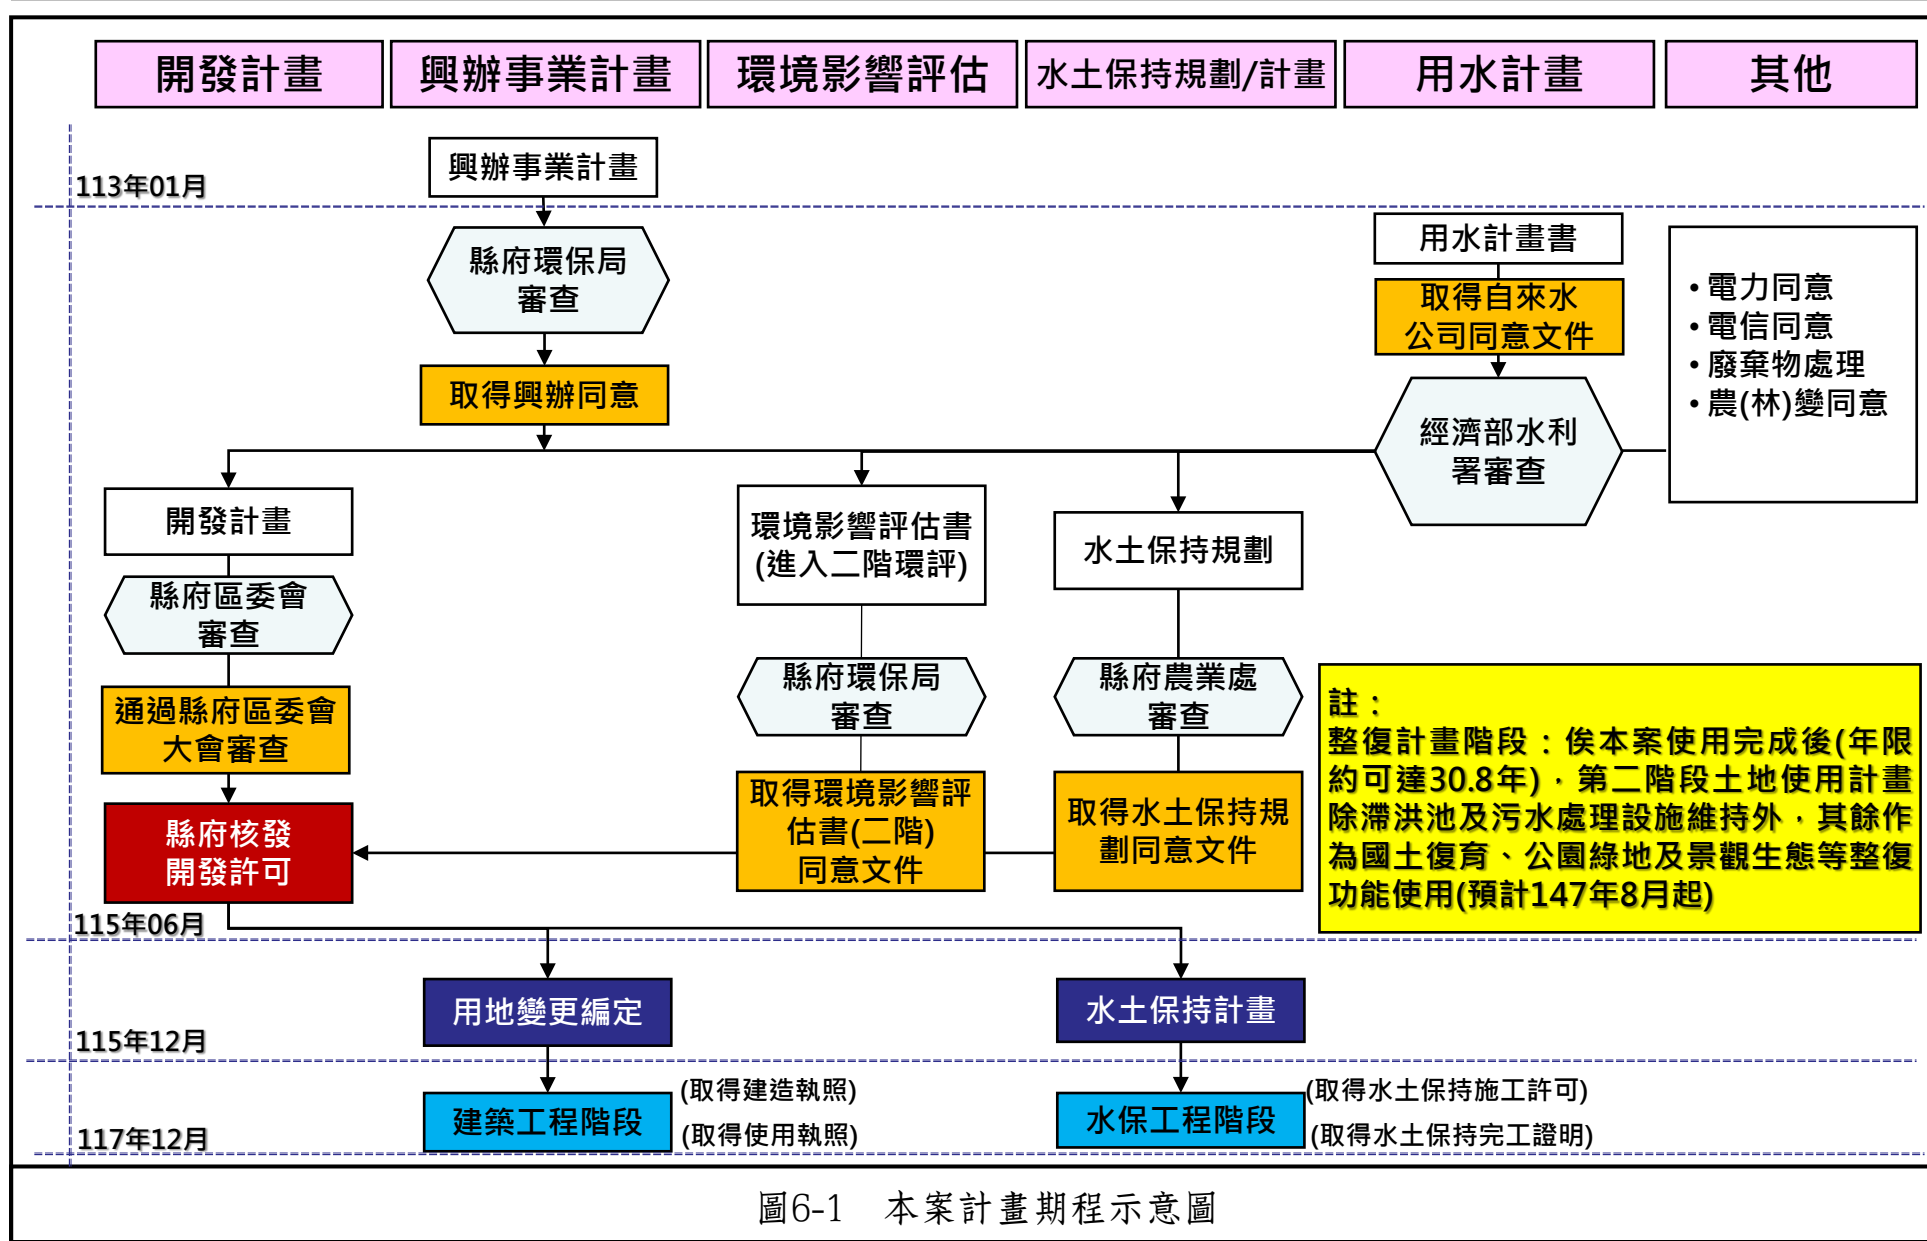 開發計畫
興辦事業計畫
環境影響評估
水土保持規劃/計畫
用水計畫
其他
興辦事業計畫
113年01月
縣府環保局
審查
取得興辦同意
用水計畫書
取得自來水
公司同意文件
經濟部水利
署審查
•電力同意
•電信同意
•廢棄物處理
•農(林)變同意
開發計畫
縣府區委會
審查
通過縣府區委會
大會審查
縣府核發
開發許可
環境影響評估書
(進入二階環評)
縣府環保局
審查
取得環境影響評
估書(二階)
同意文件
水土保持規劃
縣府農業處
審查
取得水土保持規
劃同意文件
註：
整復計畫階段：俟本案使用完成後(年限
約可達30.8年)，第二階段土地使用計畫
除滯洪池及污水處理設施維持外，其餘作
為國土復育、公園綠地及景觀生態等整復
功能使用(預計147年8月起)
115年06月
用地變更編定
水土保持計畫
115年12月
建築工程階段
(取得建造執照)
(取得使用執照)
水保工程階段
(取得水土保持施工許可)
(取得水土保持完工證明)
117年12月
圖6-1　本案計畫期程示意圖